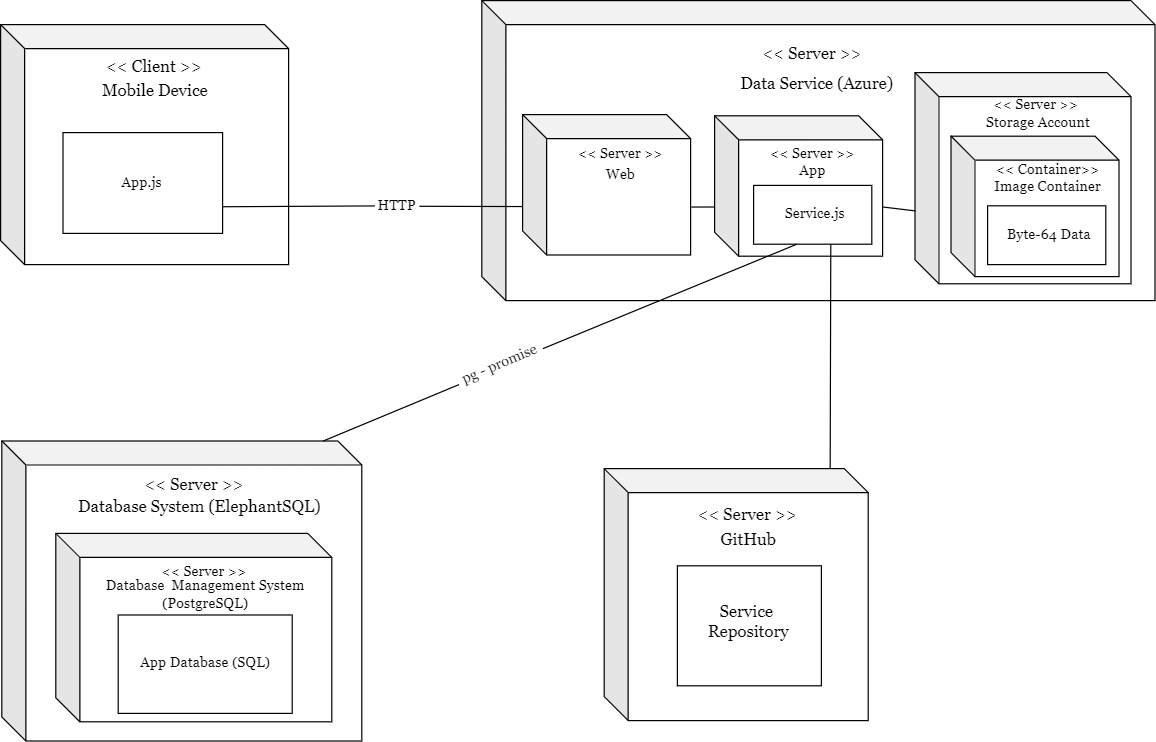 << Client >>
Mobile Device
App.js
HTTP
<< Server >>
Data Service (Azure)
<< Server >>
Web
<< Server >>
App
Service.js
<< Server >>
Storage Account
<< Container>>
Image Container
Byte-64 Data
pg - promise
<< Server >>
Database System (ElephantSQL)
<< Server >>
Database Management System
(PostgreSQL)
App Database (SQL)
<< Server >>
GitHub
Service
Repository